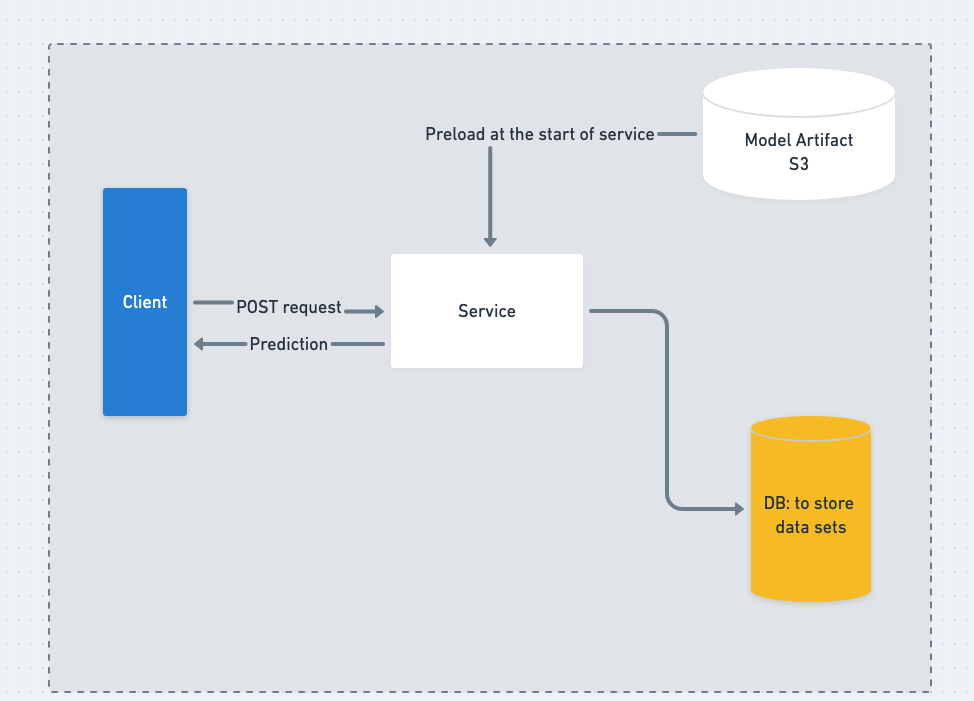 Preload at the start of service
Model Artifact
S3
Client
POST request
Service
Prediction
DB: to store
data sets